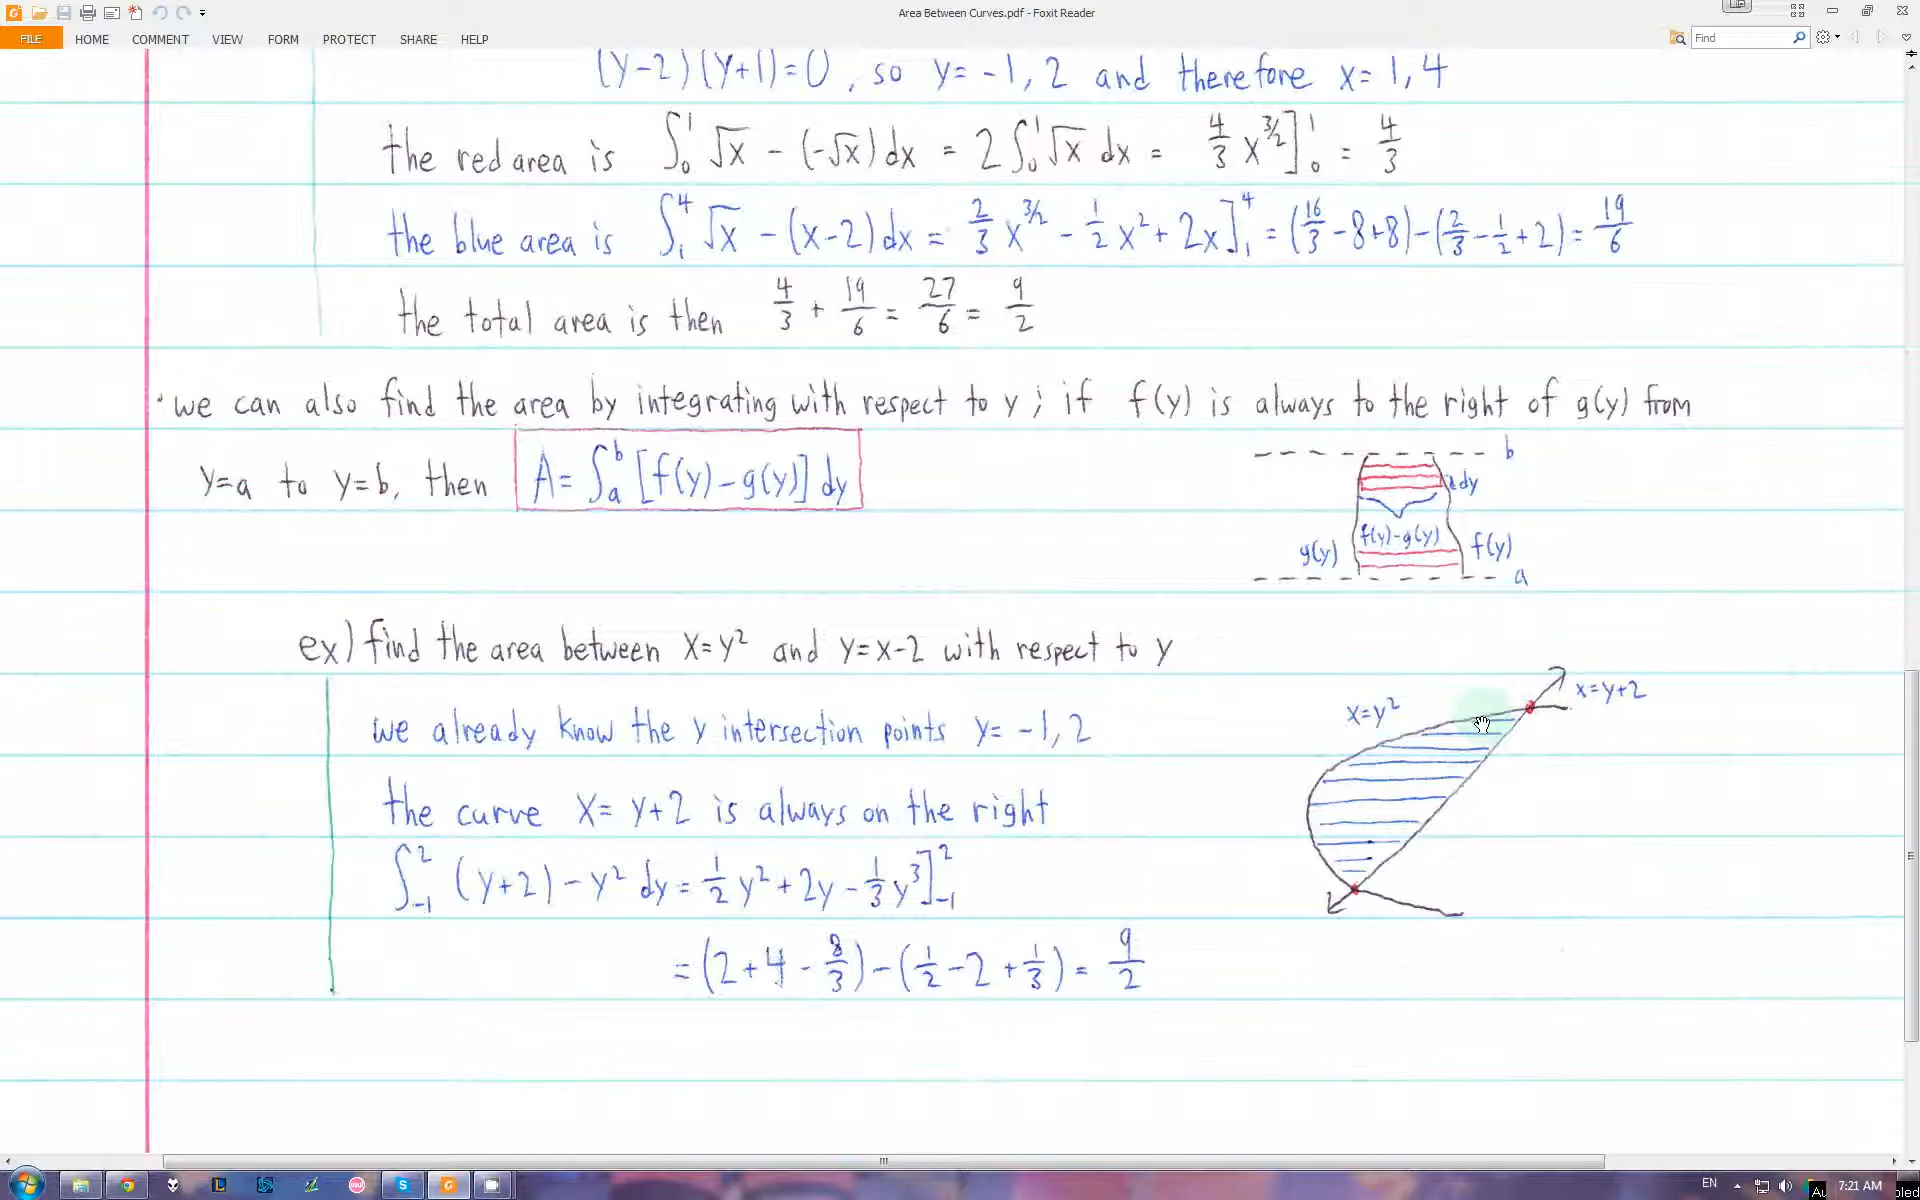 Area Between Curves.pdf - Foxit Reader
FILE HOME COMMENT VIEW FORM PROTECT SHARE HELP
Find
(y-2)(y+1)=0, so y= -1, 2 and therefore x= 1, 4
the red area is ∫₀¹ √x - (-√x) dx = 2∫₀¹ √x dx = 4/3 x^(3/2)]₀¹ = 4/3
the blue area is ∫₁⁴ √x - (x-2) dx = 2/3 x^(3/2) - 1/2 x² + 2x]₁⁴ = (16/3 - 8+8) - (2/3 - 1/2 + 2) = 19/6
the total area is then 4/3 + 19/6 = 27/6 = 9/2
· we can also find the area by integrating with respect to y; if f(y) is always to the right of g(y) from
y=a to y=b, then A= ∫ₐᵇ [f(y)-g(y)] dy
b
dy
f(y)-g(y)
g(y)
f(y)
a
ex) find the area between x=y² and y=x-2 with respect to y
x=y+2
x=y²
we already know the y intersection points y= -1, 2
the curve x= y+2 is always on the right
∫₋₁² (y+2) - y² dy = 1/2 y² + 2y - 1/3 y³]₋₁²
= (2+4 - 8/3) - (1/2 - 2 + 1/3) = 9/2
EN
7:21 AM